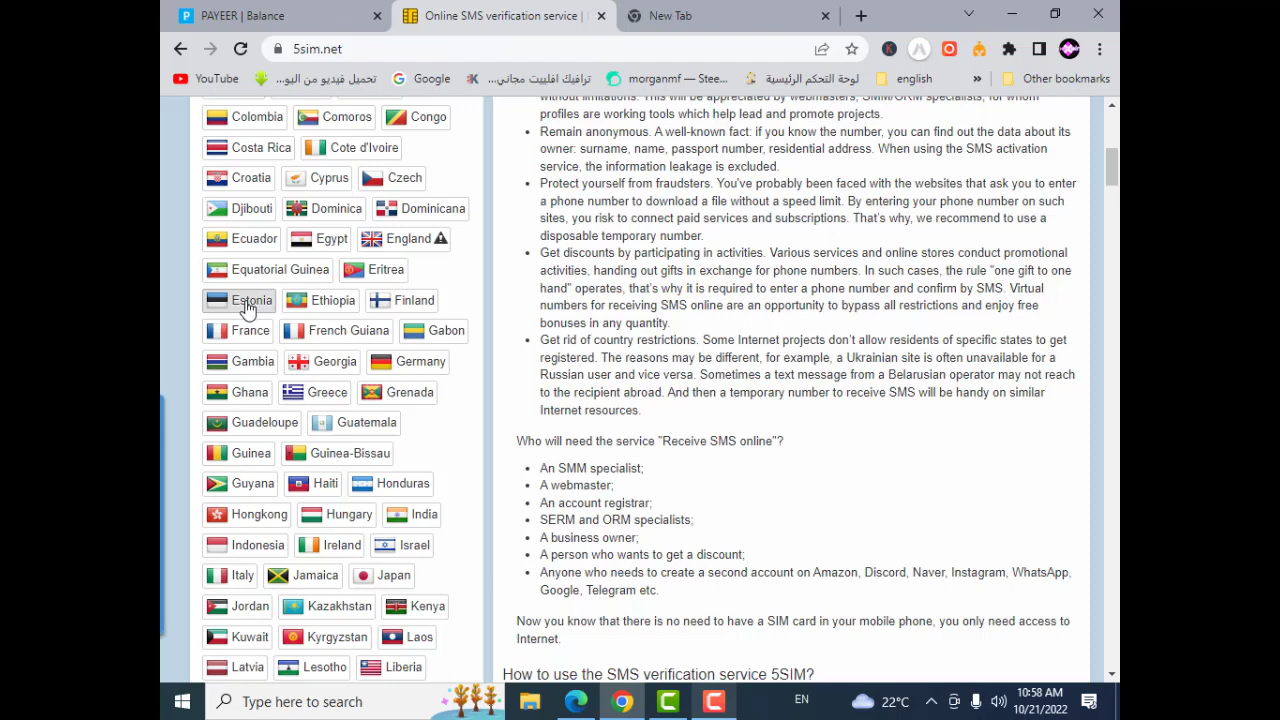 PAYEER | Balance
Online SMS verification service |
New Tab
5sim.net
YouTube
تحميل فيديو من اليو...
Google
ترافيك افلييت مجاني...
morganmf — Stee...
لوحة التحكم الرئيسية
english
»
Other bookmarks
without limitations. This will be appreciated by webmasters, SMM/ORM specialists, for whom
profiles are working tools which help lead and promote projects.
• Remain anonymous. A well-known fact: if you know the number, you can find out the data about its
owner: surname, name, passport number, residential address. When using the SMS activation
service, the information leakage is excluded.
• Protect yourself from fraudsters. You've probably been faced with the websites that ask you to enter
a phone number to download a file without a speed limit. By entering your phone number on such
sites, you risk to connect paid services and subscriptions. That's why, we recommend to use a
disposable temporary number.
• Get discounts by participating in activities. Various services and online stores conduct promotional
activities, handing out gifts in exchange for phone numbers. In such cases, the rule "one gift to one
hand" operates, that's why it is required to enter a phone number and confirm by SMS. Virtual
numbers for receiving SMS online are an opportunity to bypass all restrictions and enjoy free
bonuses in any quantity.
• Get rid of country restrictions. Some Internet projects don't allow residents of specific states to get
registered. The reasons may be different, for example, a Ukrainian site is often unavailable for a
Russian user and vice versa. Sometimes a text message from a Belarusian operator may not reach
to the recipient abroad. And then a temporary number to receive SMS will be handy on similar
Internet resources.
Who will need the service "Receive SMS online"?
• An SMM specialist;
• A webmaster;
• An account registrar;
• SERM and ORM specialists;
• A business owner;
• A person who wants to get a discount;
• Anyone who needs to create a second account on Amazon, Discord, Naver, Instagram, WhatsApp,
Google, Telegram etc.
Now you know that there is no need to have a SIM card in your mobile phone, you only need access to
Internet.
How to use the SMS verification service 5SIM?
Colombia Comoros Congo
Costa Rica Cote d'Ivoire
Croatia Cyprus Czech
Djibouti Dominica Dominicana
Ecuador Egypt England
Equatorial Guinea Eritrea
Estonia Ethiopia Finland
France French Guiana Gabon
Gambia Georgia Germany
Ghana Greece Grenada
Guadeloupe Guatemala
Guinea Guinea-Bissau
Guyana Haiti Honduras
Hongkong Hungary India
Indonesia Ireland Israel
Italy Jamaica Japan
Jordan Kazakhstan Kenya
Kuwait Kyrgyzstan Laos
Latvia Lesotho Liberia
Type here to search
EN
22°C
10:58 AM
10/21/2022